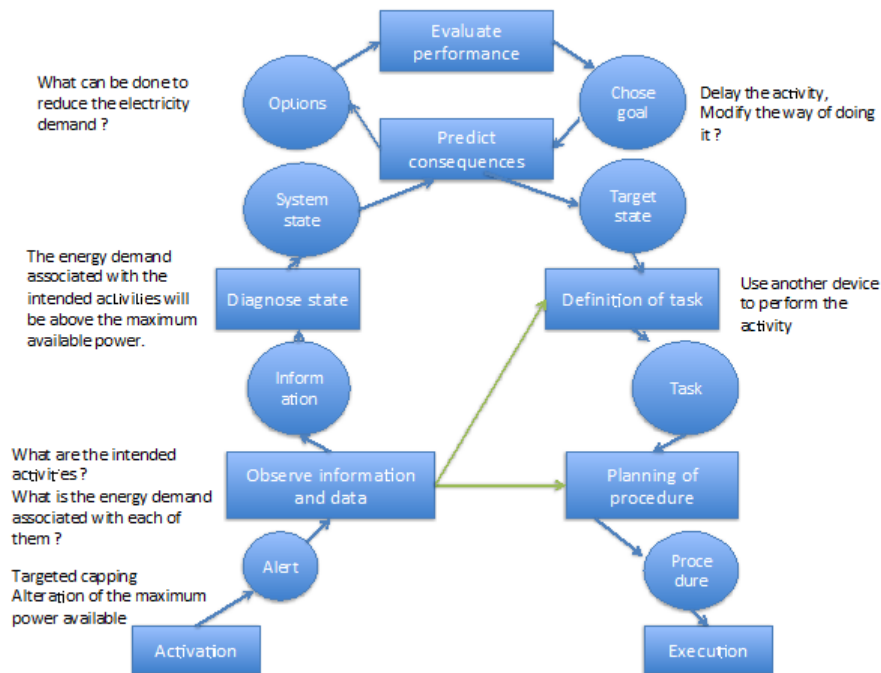 Evaluate
performance
What can be done to
reduce the electricity
demand ?
Options
Chose
goal
Delay the activity,
Modify the way of doing
it ?
Predict
consequences
System
state
Target
state
The energy demand
associated with the
intended activilies will
be above the maximum
available power.
Diagnose state
Definition of task
Use another device
to perform the
activity
Inform
ation
Task
What are the intended
activities ?
What is the energy demand
associated with each of
them ?
Observe information
and data
Planning of
procedure
Alert
Proce
dure
Targeted capping
Alteration of the maximum
power available
Activation
Execution